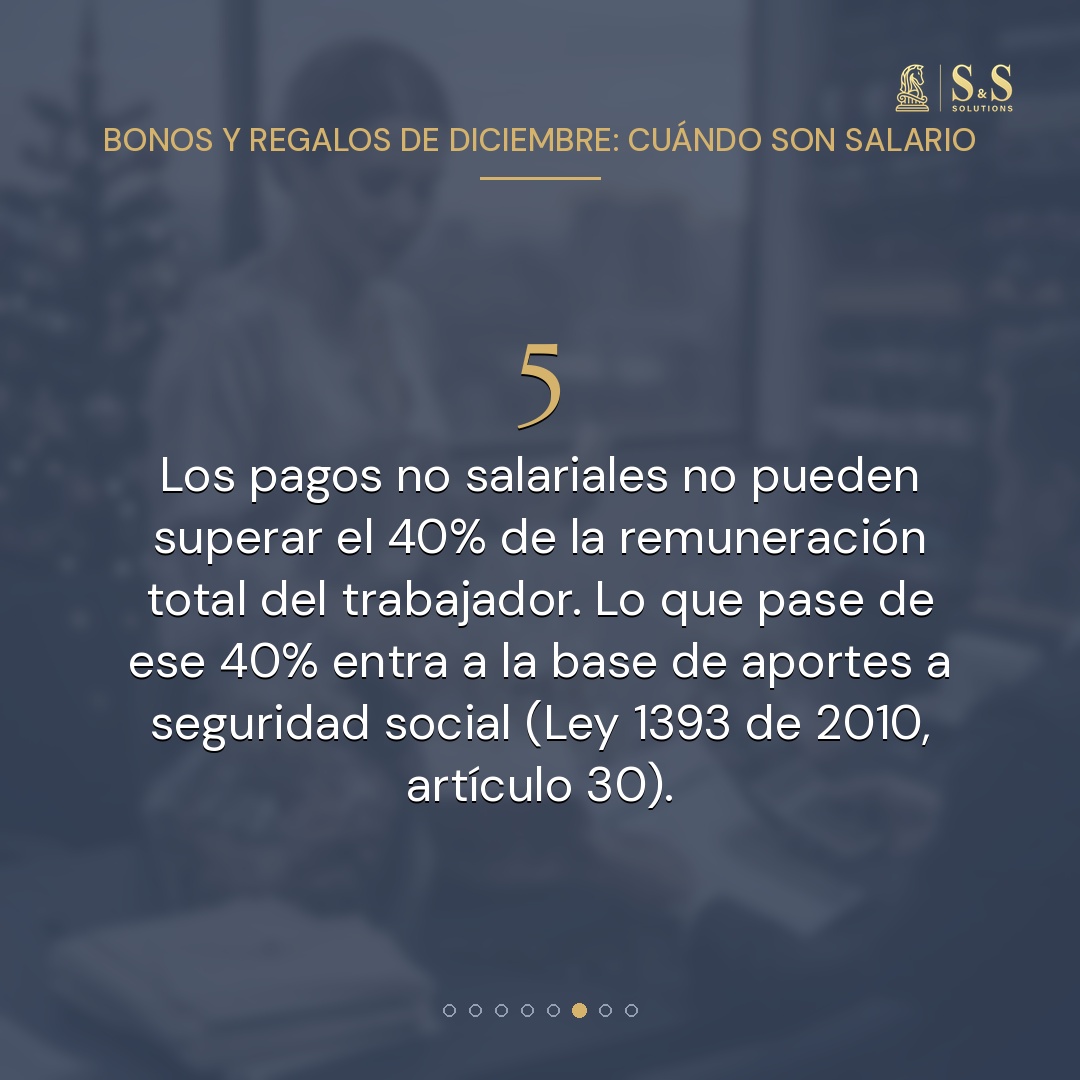 S&S
SOLUTIONS
BONOS Y REGALOS DE DICIEMBRE: CUÁNDO SON SALARIO
5
Los pagos no salariales no pueden
superar el 40% de la remuneración
total del trabajador. Lo que pase de
ese 40% entra a la base de aportes a
seguridad social (Ley 1393 de 2010,
artículo 30).